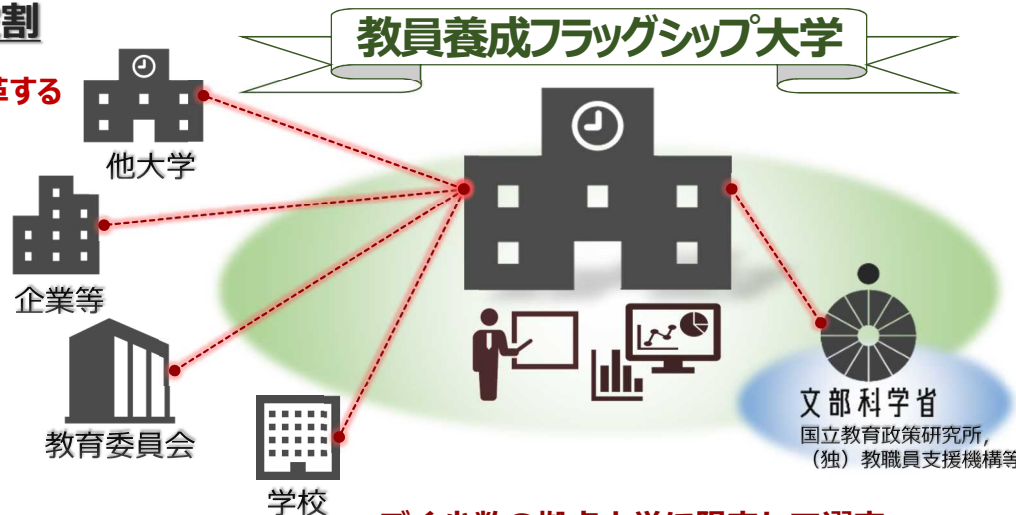 割
教員養成フラッグシップ大学
革する
他大学
企業等
教育委員会
学校
文部科学省
国立教育政策研究所,
（独）教職員支援機構等